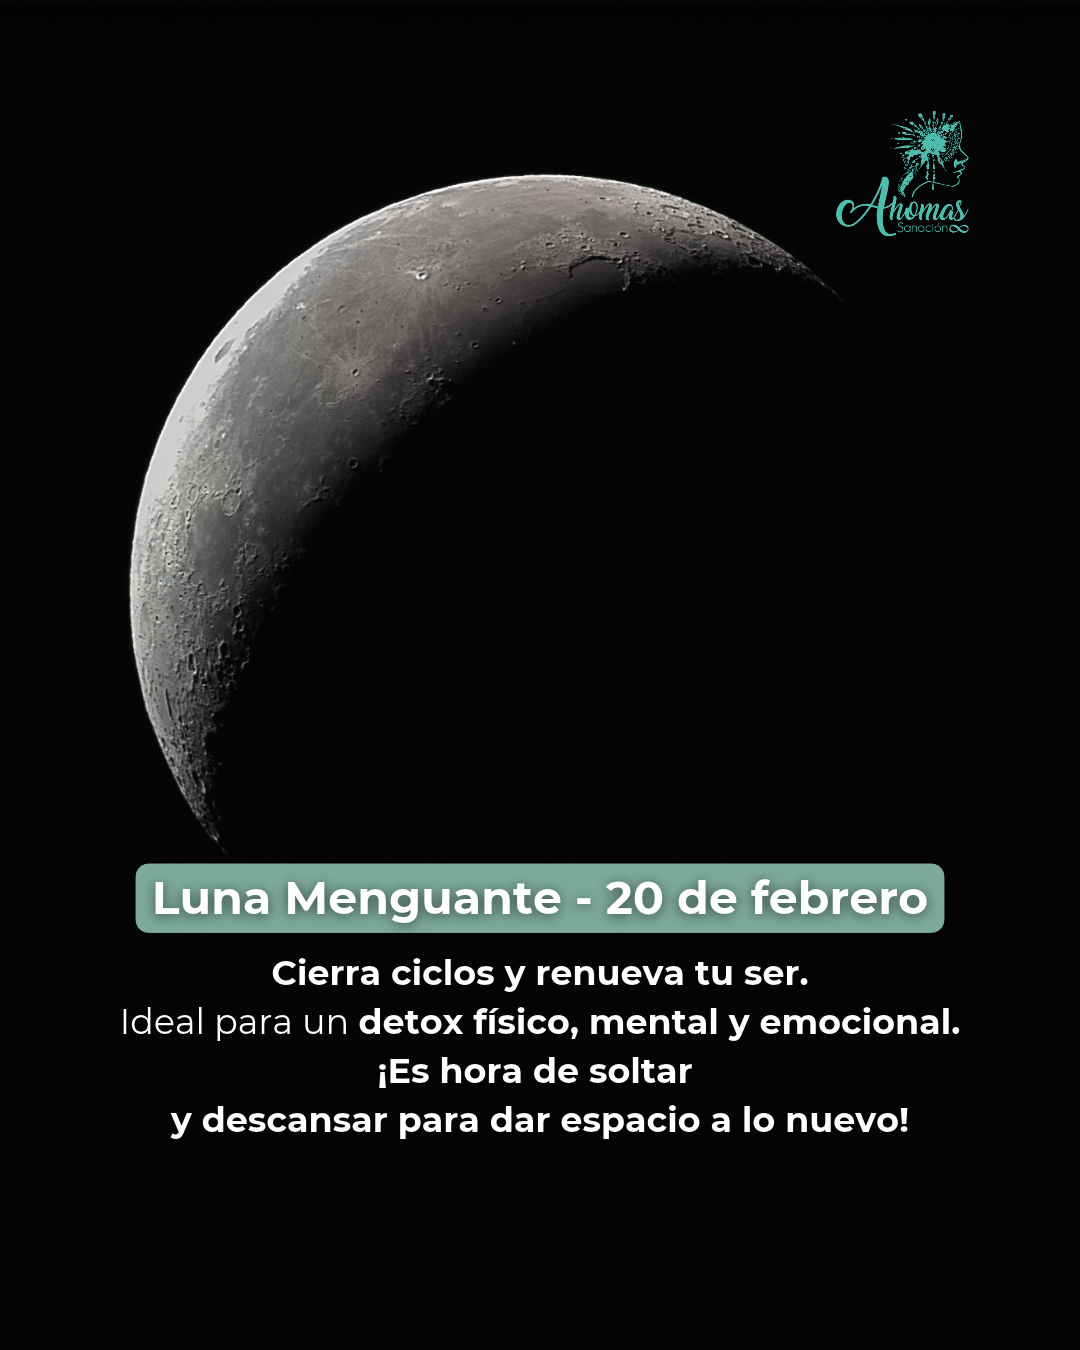 Ahomas
Sanación
Luna Menguante - 20 de febrero
Cierra ciclos y renueva tu ser.
Ideal para un detox físico, mental y emocional.
¡Es hora de soltar
y descansar para dar espacio a lo nuevo!